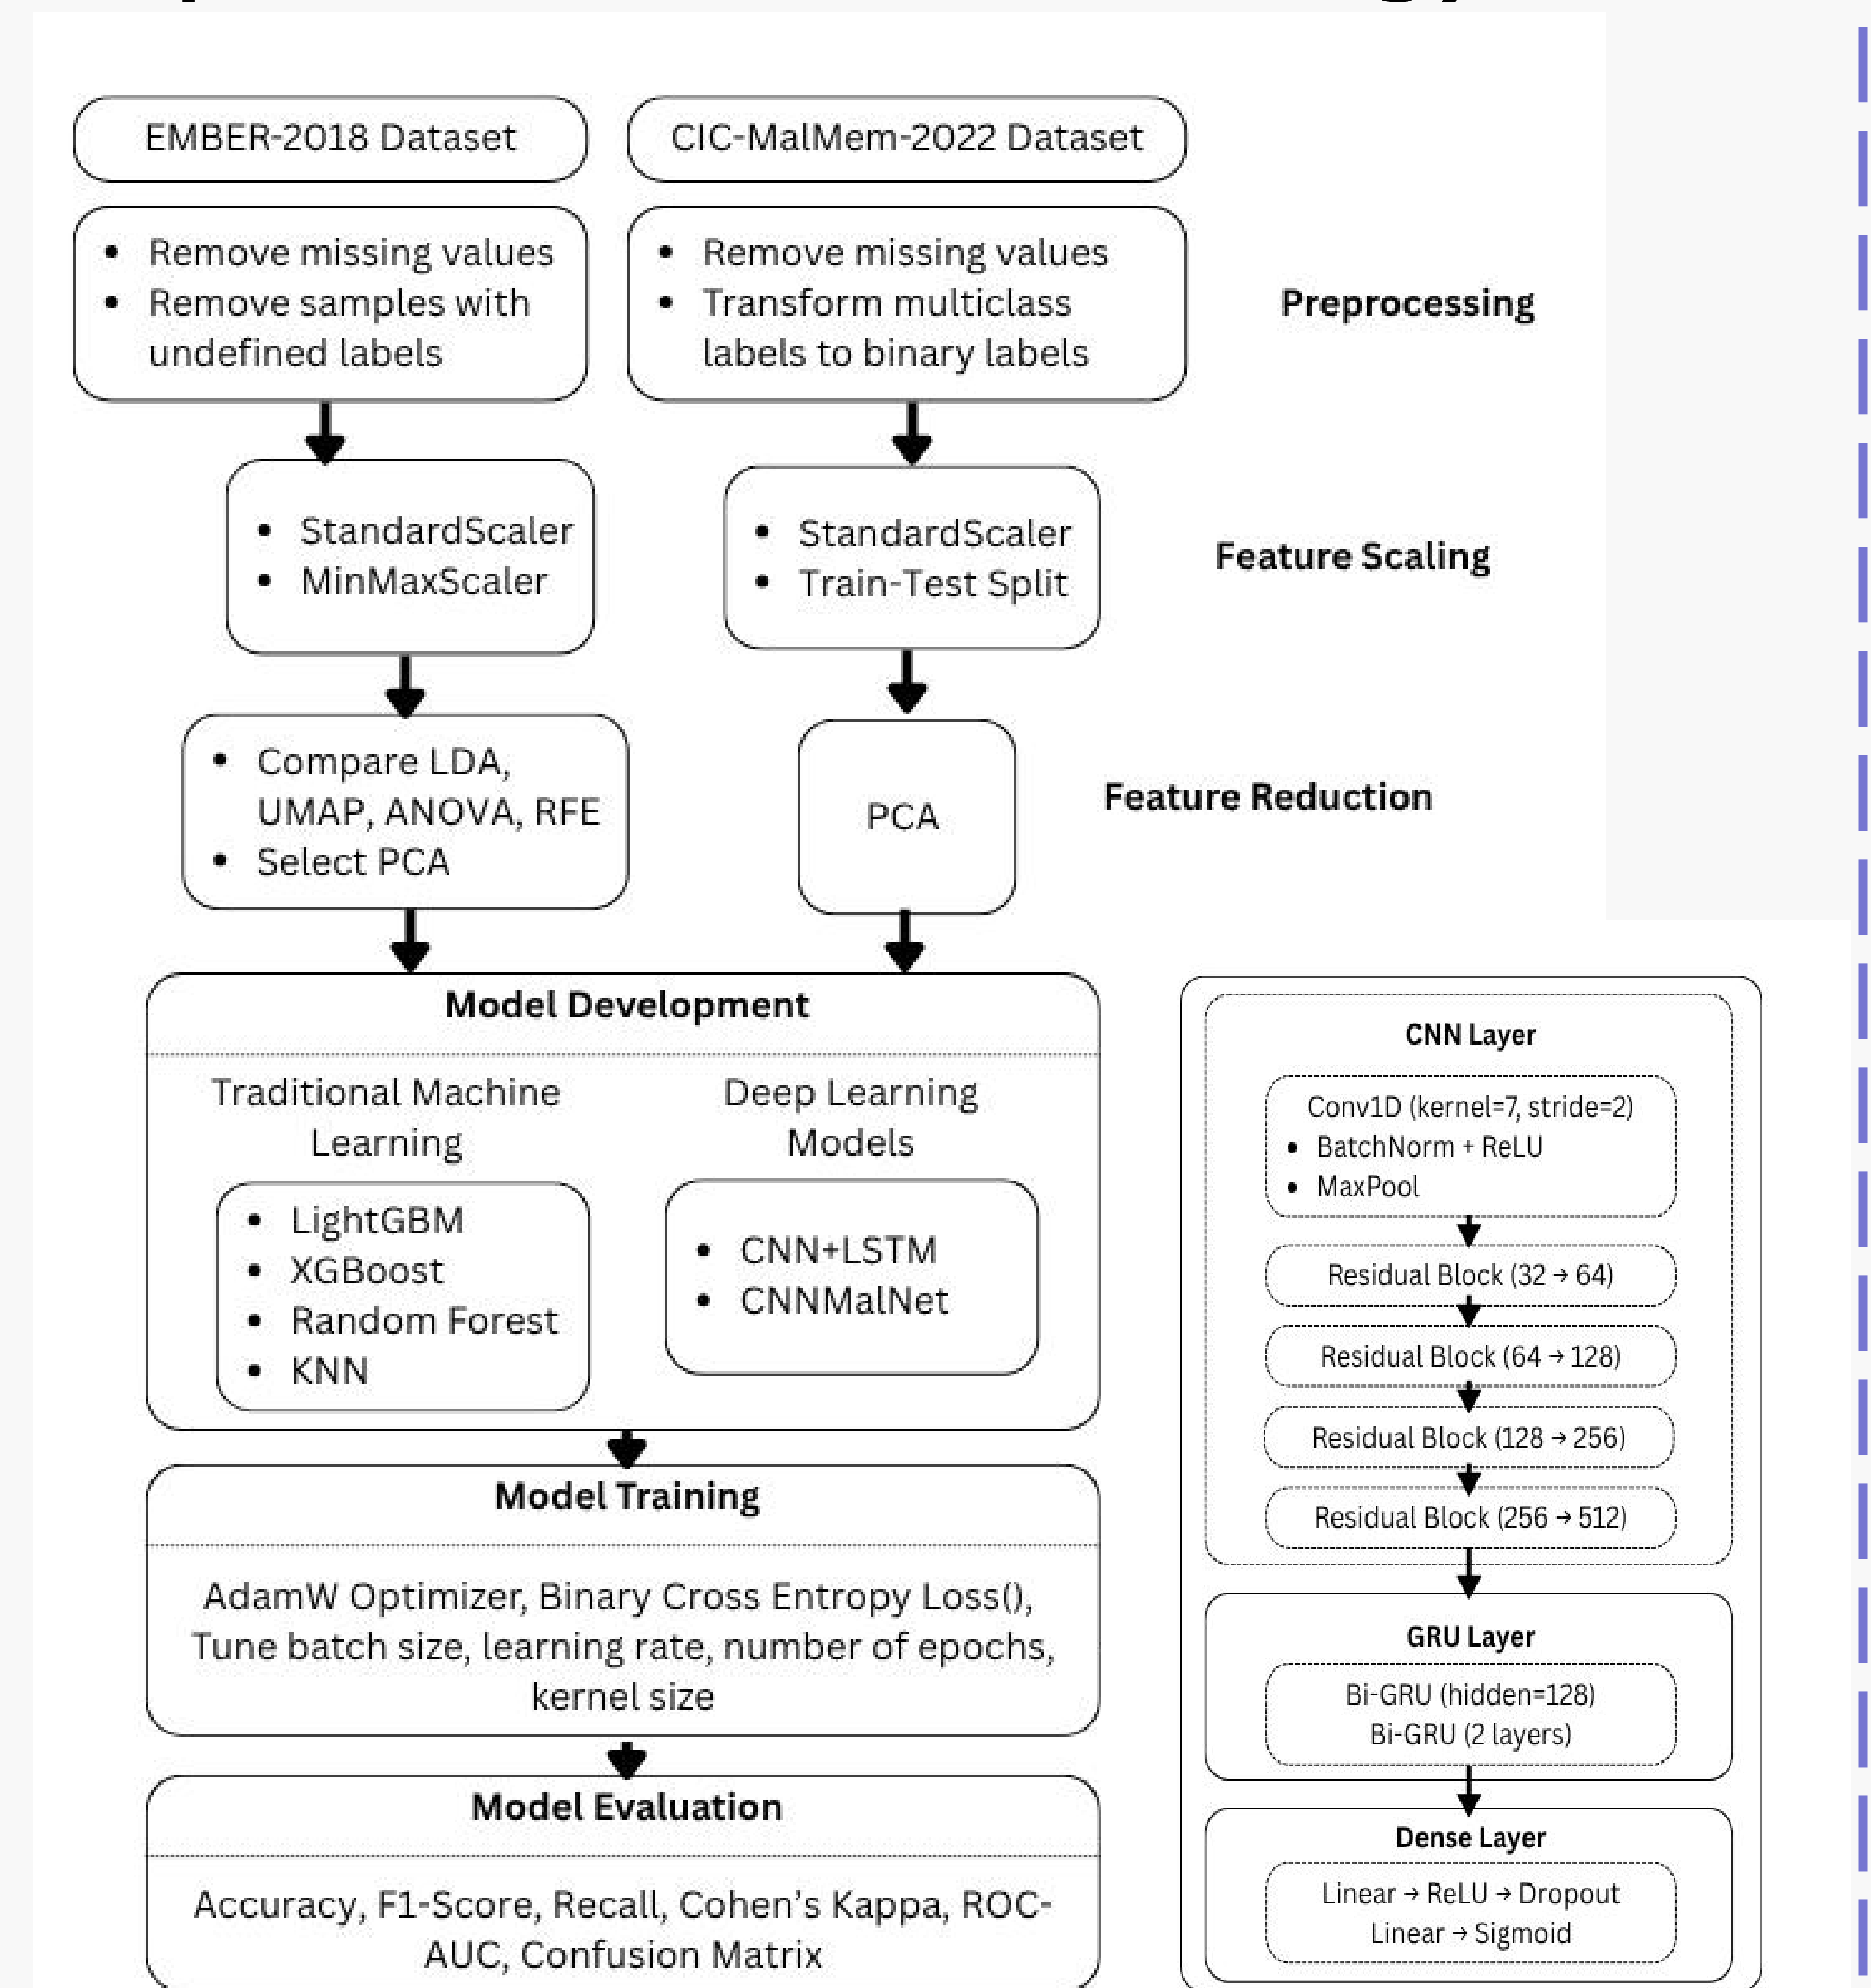 EMBER-2018 Dataset
CIC-MalMem-2022 Dataset
• Remove missing values
• Remove samples with
undefined labels
• Remove missing values
• Transform multiclass
labels to binary labels
Preprocessing
• StandardScaler
• MinMaxScaler
• StandardScaler
• Train-Test Split
Feature Scaling
• Compare LDA,
UMAP, ANOVA, RFE
• Select PCA
PCA
Feature Reduction
Model Development
Traditional Machine
Learning
• LightGBM
• XGBoost
• Random Forest
• KNN
Deep Learning
Models
• CNN+LSTM
• CNNMalNet
Model Training
AdamW Optimizer, Binary Cross Entropy Loss(),
Tune batch size, learning rate, number of epochs,
kernel size
Model Evaluation
Accuracy, F1-Score, Recall, Cohen's Kappa, ROC-
AUC, Confusion Matrix
CNN Layer
Conv1D (kernel=7, stride=2)
• BatchNorm + ReLU
• MaxPool
Residual Block (32 → 64)
Residual Block (64 → 128)
Residual Block (128 → 256)
Residual Block (256 → 512)
GRU Layer
Bi-GRU (hidden=128)
Bi-GRU (2 layers)
Dense Layer
Linear → ReLU → Dropout
Linear → Sigmoid